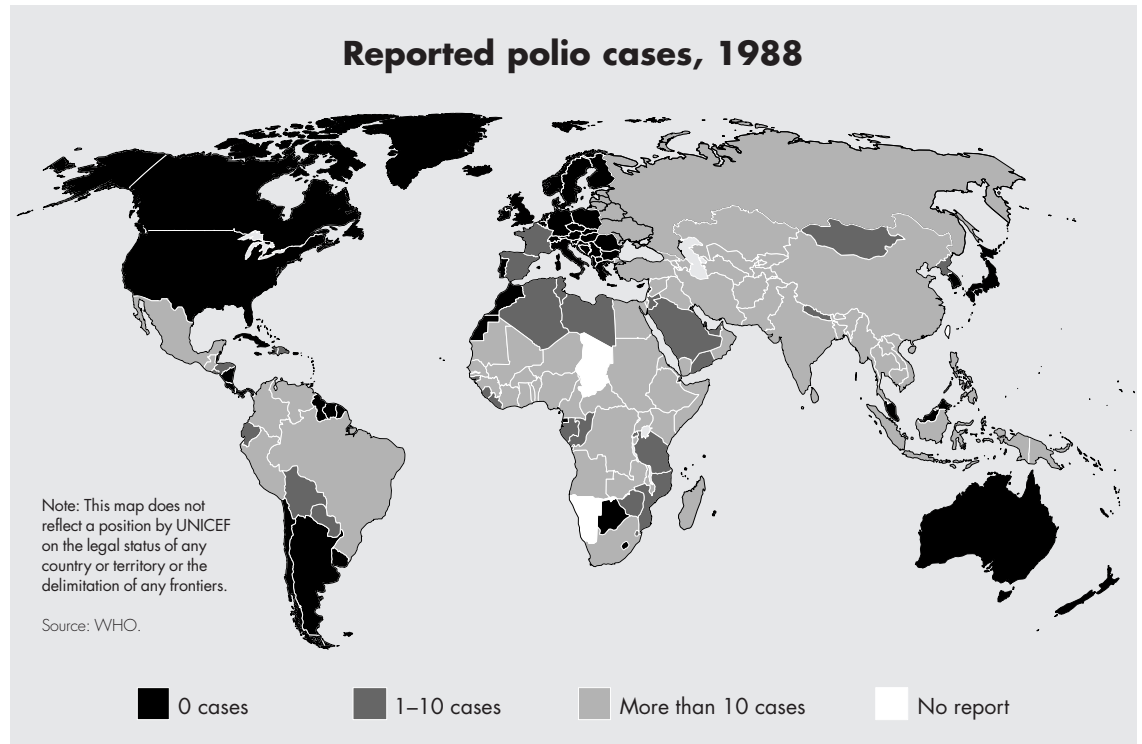 Reported polio cases, 1988
Note: This map does not
reflect a position by UNICEF
on the legal status of any
country or territory or the
delimitation of any frontiers.
Source: WHO.
0 cases
1–10 cases
More than 10 cases
No report